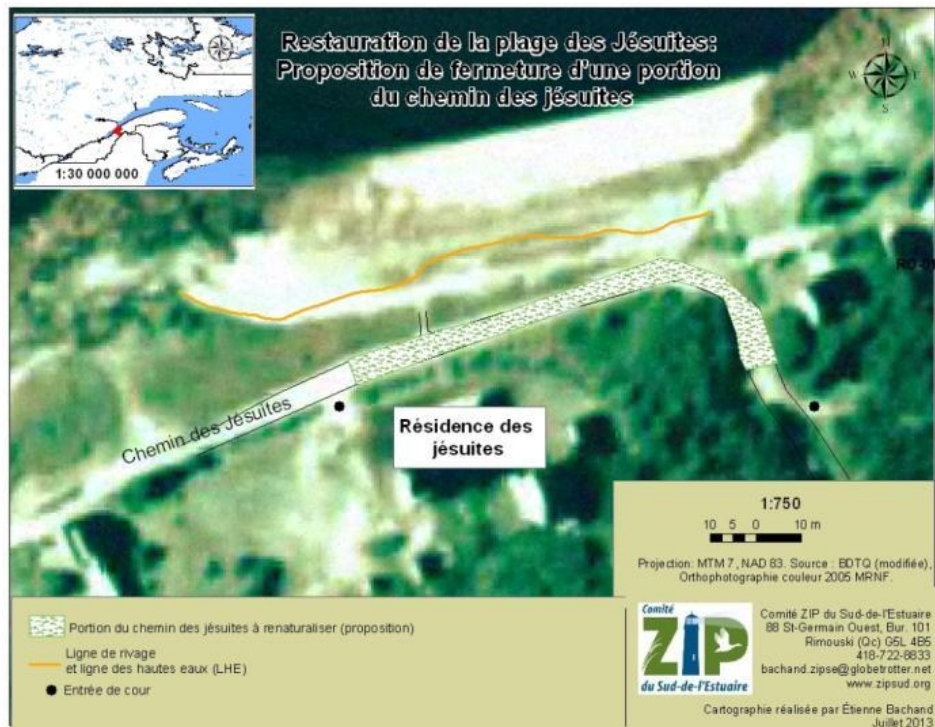 Restauration de la plage des Jésuites:
Proposition de fermeture d'une portion
du chemin des jésuites
1:30 000 000
N
W E
S
Chemin des Jésuites
Résidence des
jésuites
1:750
10 5 0 10 m
Projection: MTM 7, NAD 83. Source : BDTQ (modifiée),
Orthophotographie couleur 2005 MRNF.
Portion du chemin des jésuites à renaturaliser (proposition)
Ligne de rivage
et ligne des hautes eaux (LHE)
Entrée de cour
Comité
ZIP
du Sud-de-l'Estuaire
Comité ZIP du Sud-de-l'Estuaire
88 St-Germain Ouest, Bur. 101
Rimouski (Qc) G5L 4B5
418-722-8833
bachand.zipse@globetrotter.net
www.zipsud.org
Cartographie réalisée par Étienne Bachand
Juillet 2013